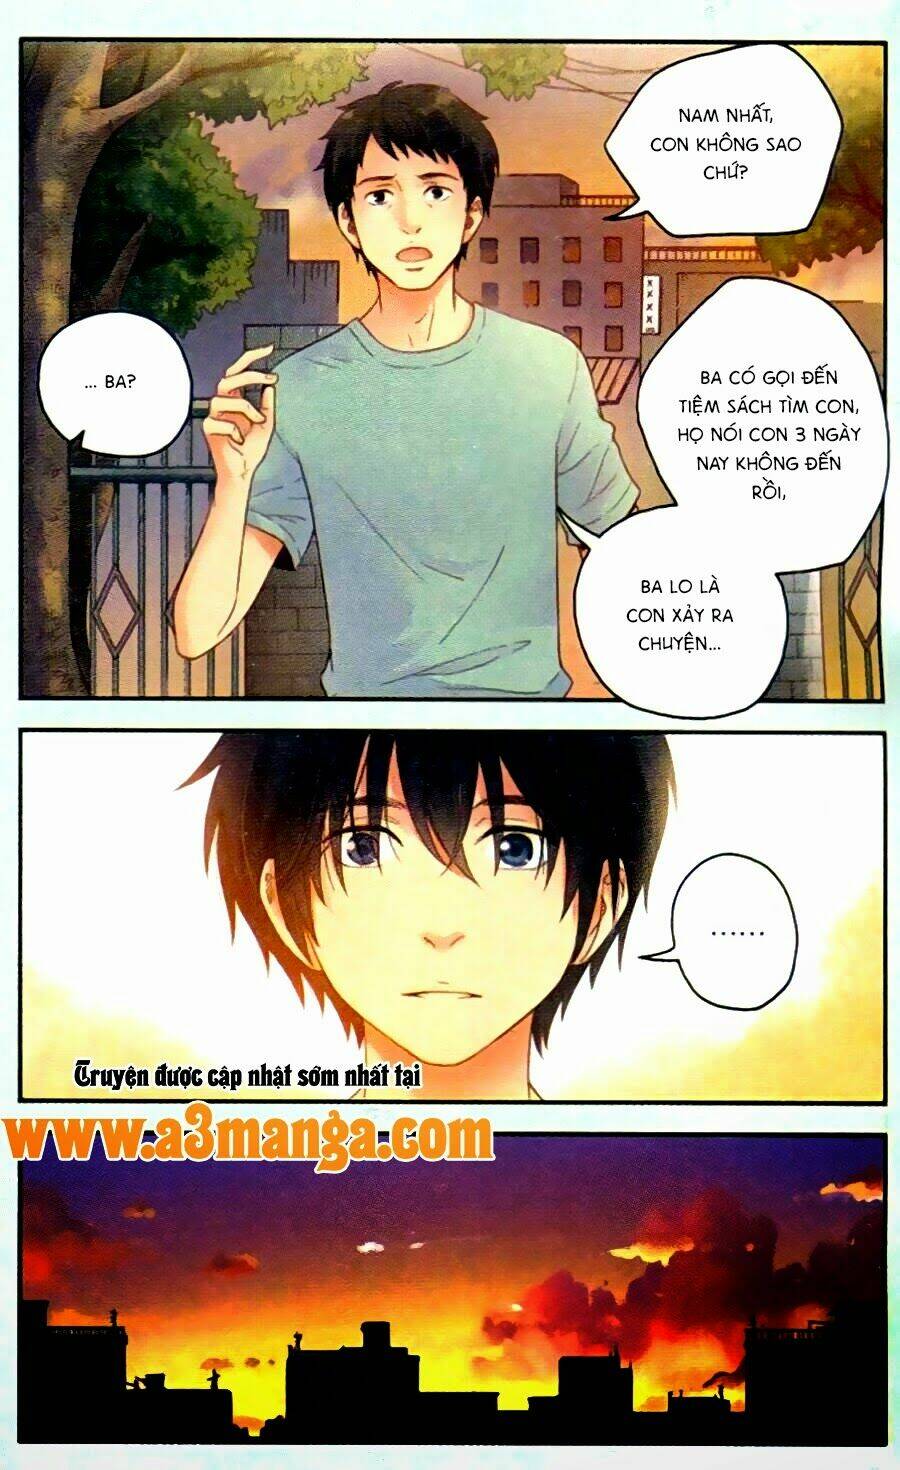 NAM NHẤT,
CON KHÔNG SAO
CHỨ?
... BA?
BA CÓ GỌI ĐẾN
TIỆM SÁCH TÌM CON,
HỌ NÓI CON 3 NGÀY
NAY KHÔNG ĐẾN
RỒI,
BA LO LÀ
CON XẢY RA
CHUYỆN...
......
Truyện được cập nhật sớm nhất tại
www.a3manga.com